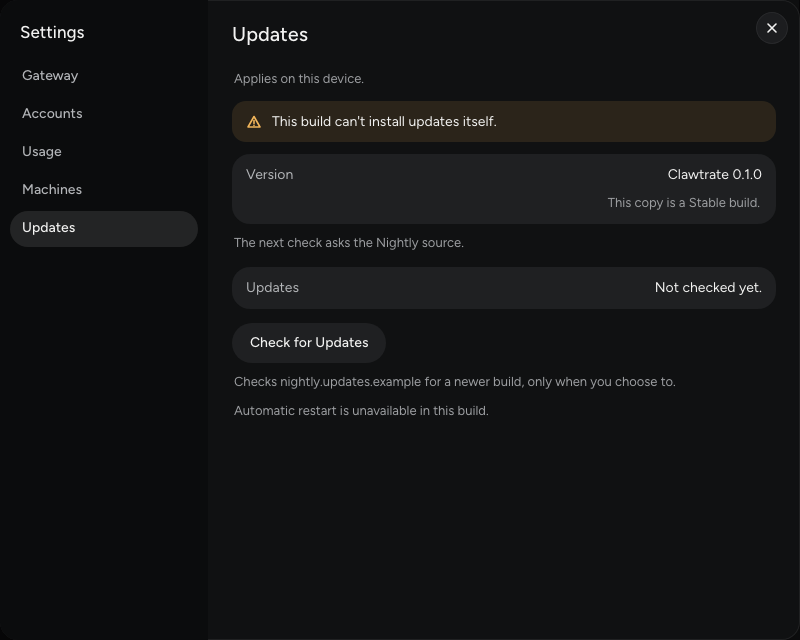 Settings
Gateway
Accounts
Usage
Machines
Updates
Updates
Applies on this device.
This build can't install updates itself.
Version
Clawtrate 0.1.0
This copy is a Stable build.
The next check asks the Nightly source.
Updates
Not checked yet.
Check for Updates
Checks nightly.updates.example for a newer build, only when you choose to.
Automatic restart is unavailable in this build.